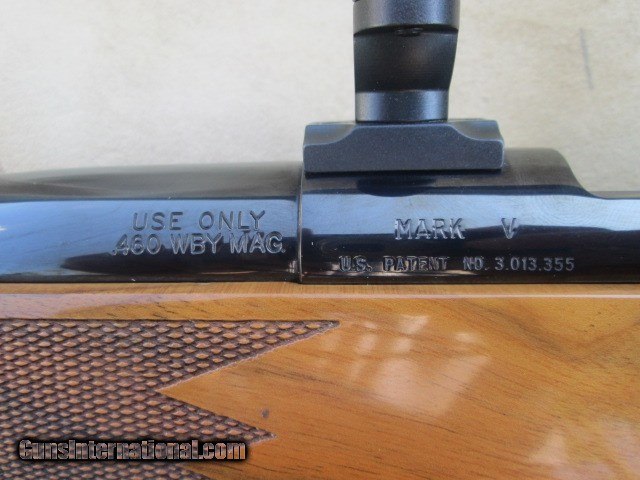 USE ONLY
.460 WBY MAG.
MARK V
U.S. PATENT NO. 3.013.355
GunsInternational.com